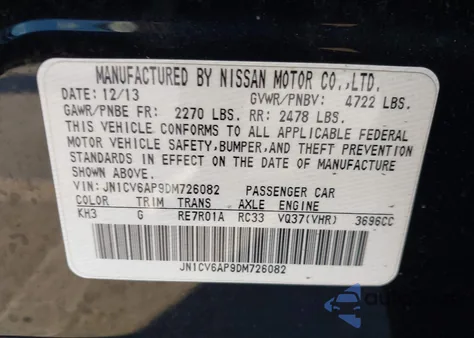 MANUFACTURED BY NISSAN MOTOR CO.,LTD.
DATE: 12/13 GVWR/PNBV: 4722 LBS.
GAWR/PNBE FR: 2270 LBS. RR: 2478 LBS.
THIS VEHICLE CONFORMS TO ALL APPLICABLE FEDERAL
MOTOR VEHICLE SAFETY,BUMPER,AND THEFT PREVENTION
STANDARDS IN EFFECT ON THE DATE OF MANUFACTURE
SHOWN ABOVE.
VIN: JN1CV6AP9DM726082 PASSENGER CAR
COLOR TRIM TRANS AXLE ENGINE
KH3 G RE7R01A RC33 VQ37(VHR) 3696CC
JN1CV6AP9DM726082